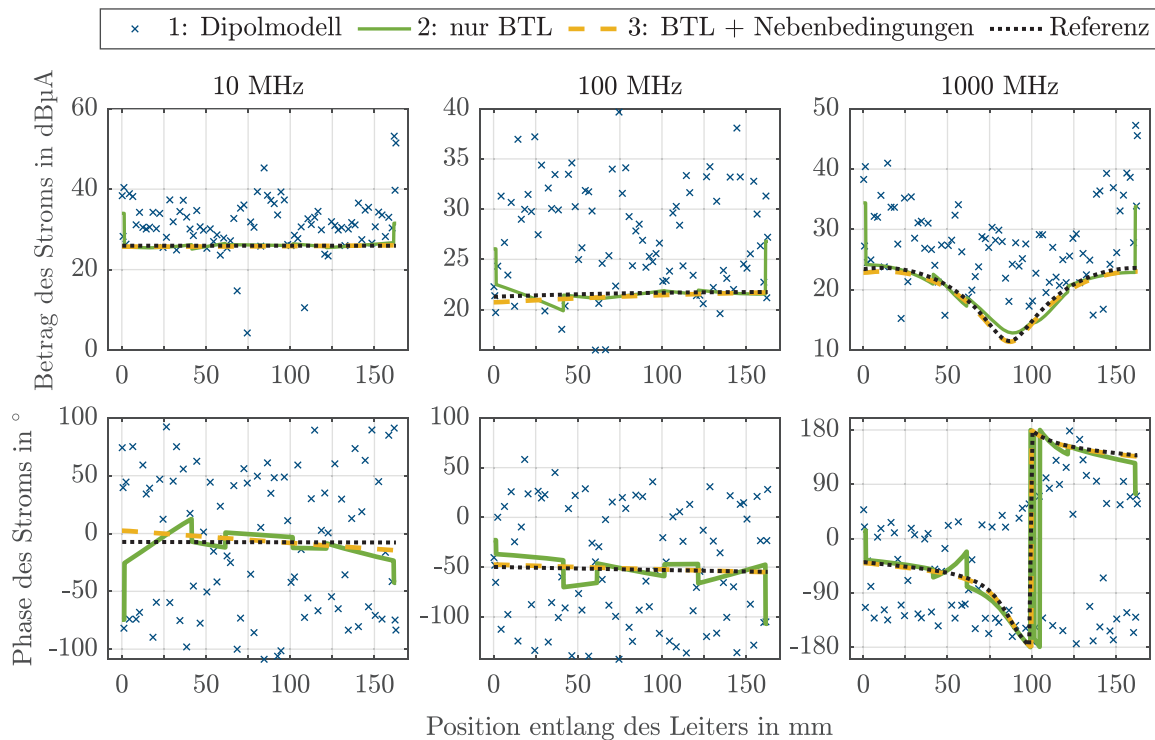 1: Dipolmodell 2: nur BTL 3: BTL + Nebenbedingungen Referenz
10 MHz 100 MHz 1000 MHz
Betrag des Stroms in dBµA
60
40
20
0
0 50 100 150
40
35
30
25
20
0 50 100 150
50
40
30
20
10
0 50 100 150
Phase des Stroms in °
100
50
0
-50
-100
0 50 100 150
100
50
0
-50
-100
0 50 100 150
180
90
0
-90
-180
0 50 100 150
Position entlang des Leiters in mm